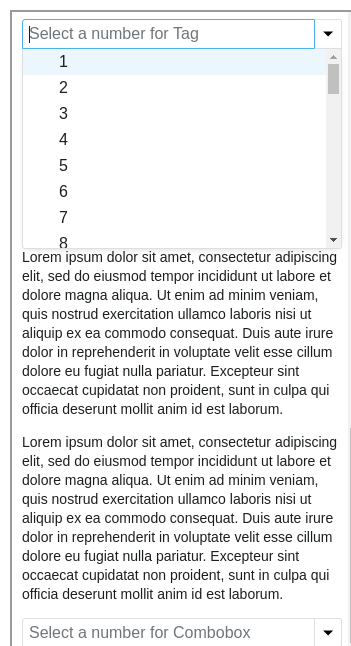 Select a number for Tag
1
2
3
4
5
6
7
8
Lorem ipsum dolor sit amet, consectetur adipiscing
elit, sed do eiusmod tempor incididunt ut labore et
dolore magna aliqua. Ut enim ad minim veniam,
quis nostrud exercitation ullamco laboris nisi ut
aliquip ex ea commodo consequat. Duis aute irure
dolor in reprehenderit in voluptate velit esse cillum
dolore eu fugiat nulla pariatur. Excepteur sint
occaecat cupidatat non proident, sunt in culpa qui
officia deserunt mollit anim id est laborum.
Lorem ipsum dolor sit amet, consectetur adipiscing
elit, sed do eiusmod tempor incididunt ut labore et
dolore magna aliqua. Ut enim ad minim veniam,
quis nostrud exercitation ullamco laboris nisi ut
aliquip ex ea commodo consequat. Duis aute irure
dolor in reprehenderit in voluptate velit esse cillum
dolore eu fugiat nulla pariatur. Excepteur sint
occaecat cupidatat non proident, sunt in culpa qui
officia deserunt mollit anim id est laborum.
Select a number for Combobox